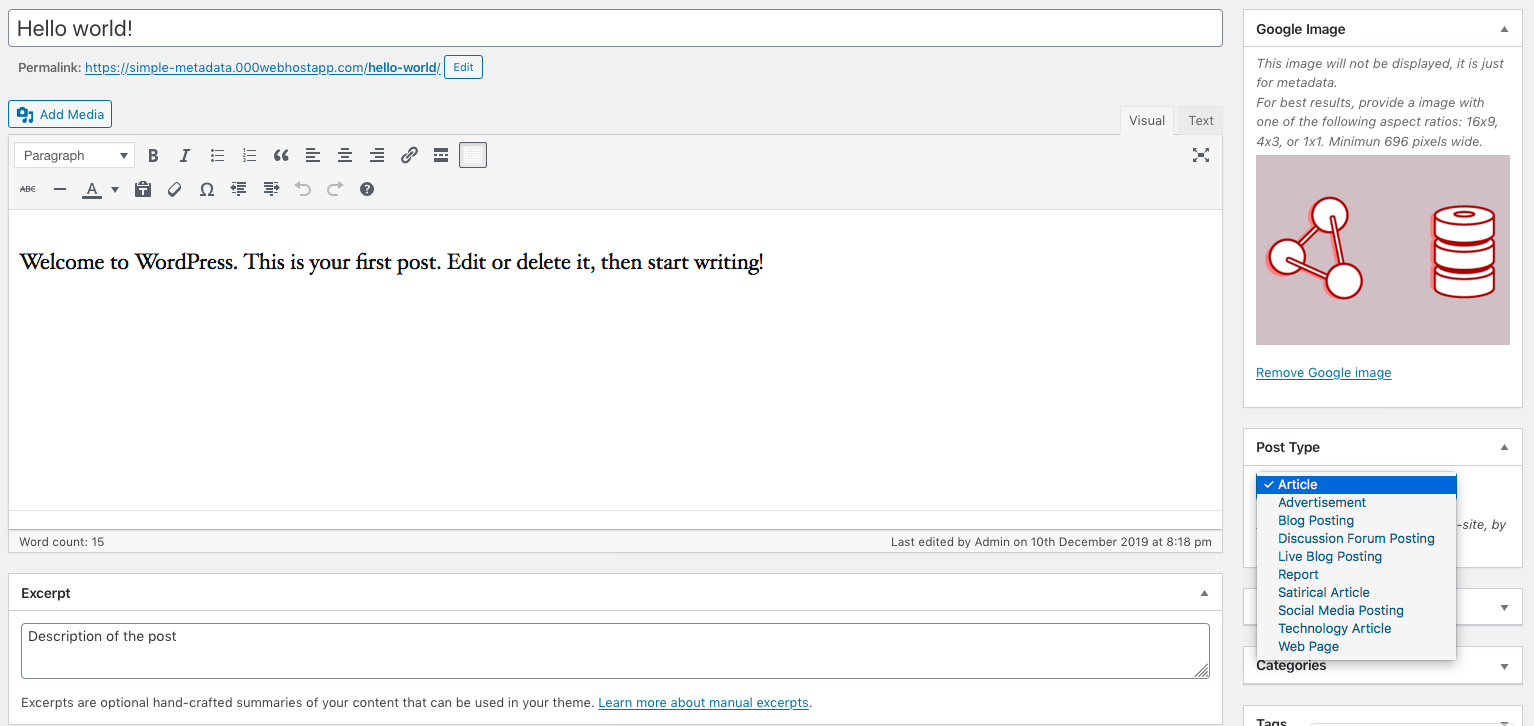 Hello world!
Permalink: https://simple-metadata.000webhostapp.com/hello-world/ Edit
Add Media
Visual Text
Paragraph
ABC
A
Welcome to WordPress. This is your first post. Edit or delete it, then start writing!
Word count: 15
Last edited by Admin on 10th December 2019 at 8:18 pm
Excerpt
Description of the post
Excerpts are optional hand-crafted summaries of your content that can be used in your theme. Learn more about manual excerpts.
Google Image
This image will not be displayed, it is just
for metadata.
For best results, provide a image with
one of the following aspect ratios: 16x9,
4x3, or 1x1. Minimun 696 pixels wide.
Remove Google image
Post Type
Article
Advertisement
Blog Posting
-site, by
Discussion Forum Posting
Live Blog Posting
Report
Satirical Article
Social Media Posting
Technology Article
Web Page
Categories
Tags